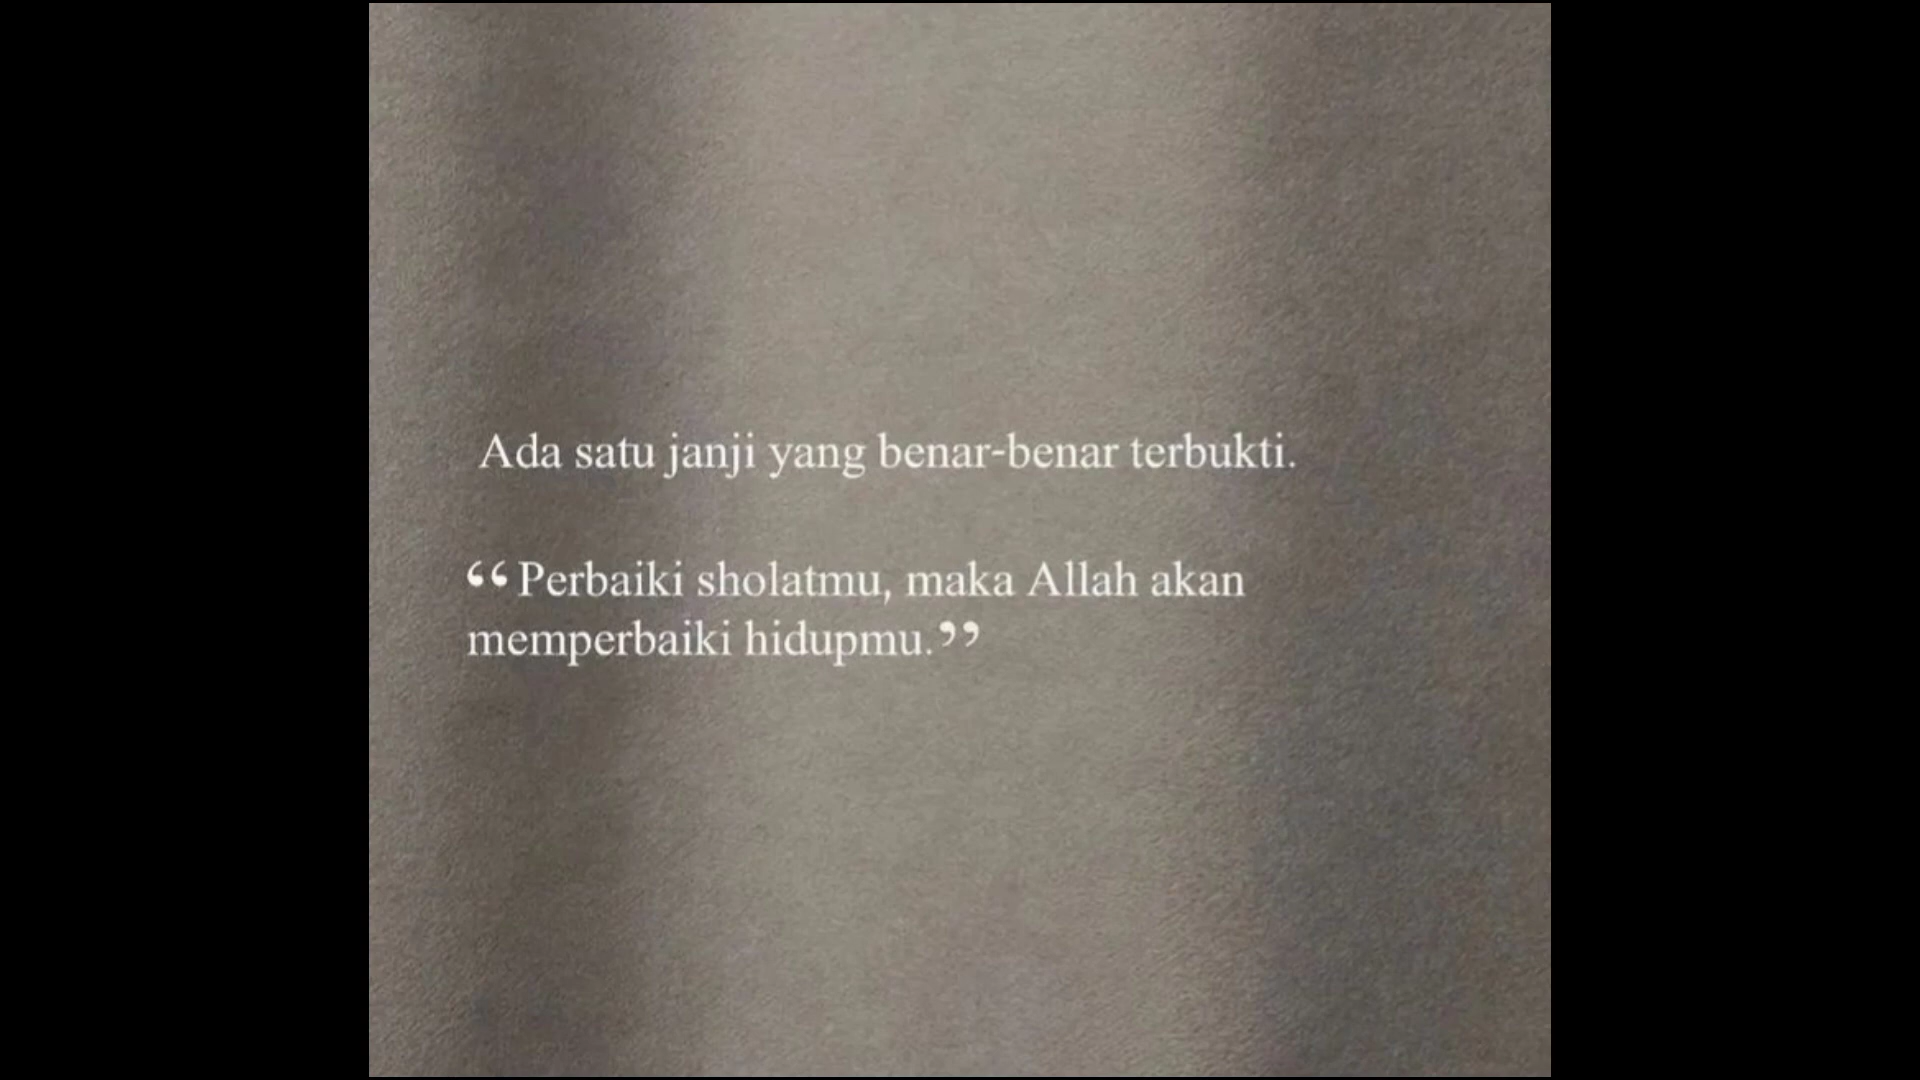 Ada satu janji yang benar-benar terbukti.
“Perbaiki sholatmu, maka Allah akan
memperbaiki hidupmu.”